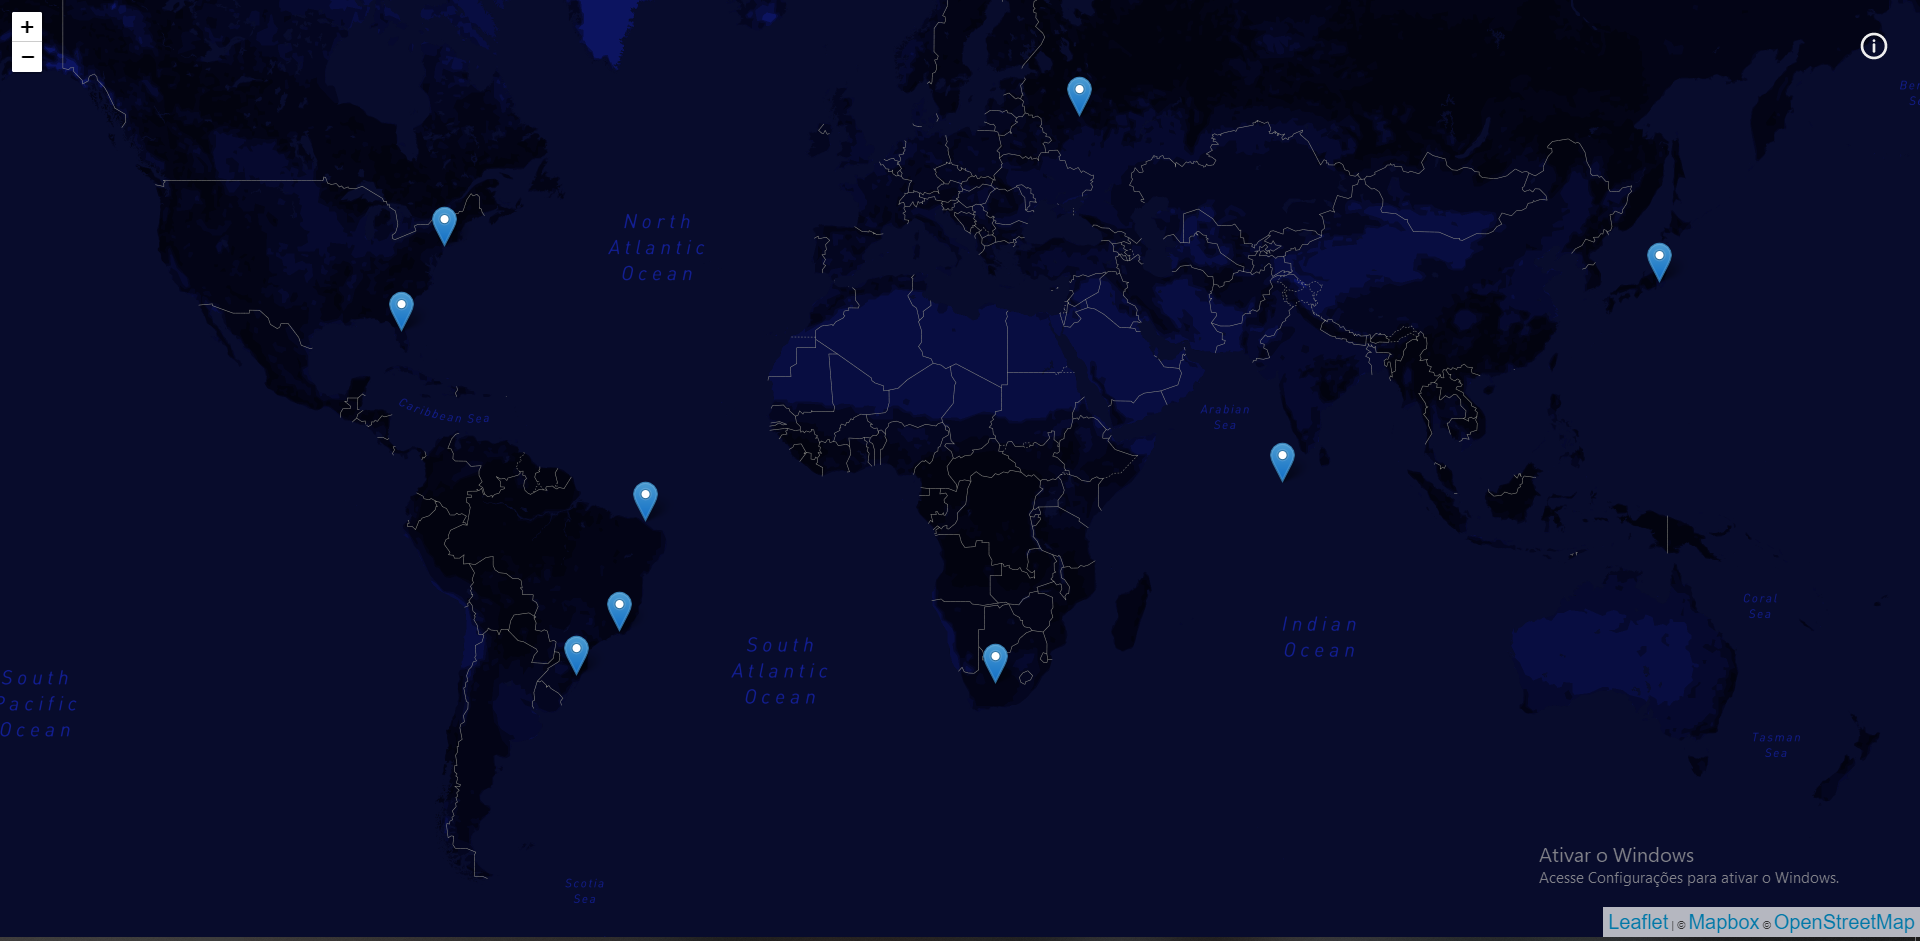 +
−
North
Atlantic
Ocean
Caribbean Sea
Arabian
Sea
South
Atlantic
Ocean
Indian
Ocean
Coral
Sea
South
Pacific
Ocean
Tasman
Sea
Scotia
Sea
Ativar o Windows
Acesse Configurações para ativar o Windows.
Leaflet | © Mapbox © OpenStreetMap